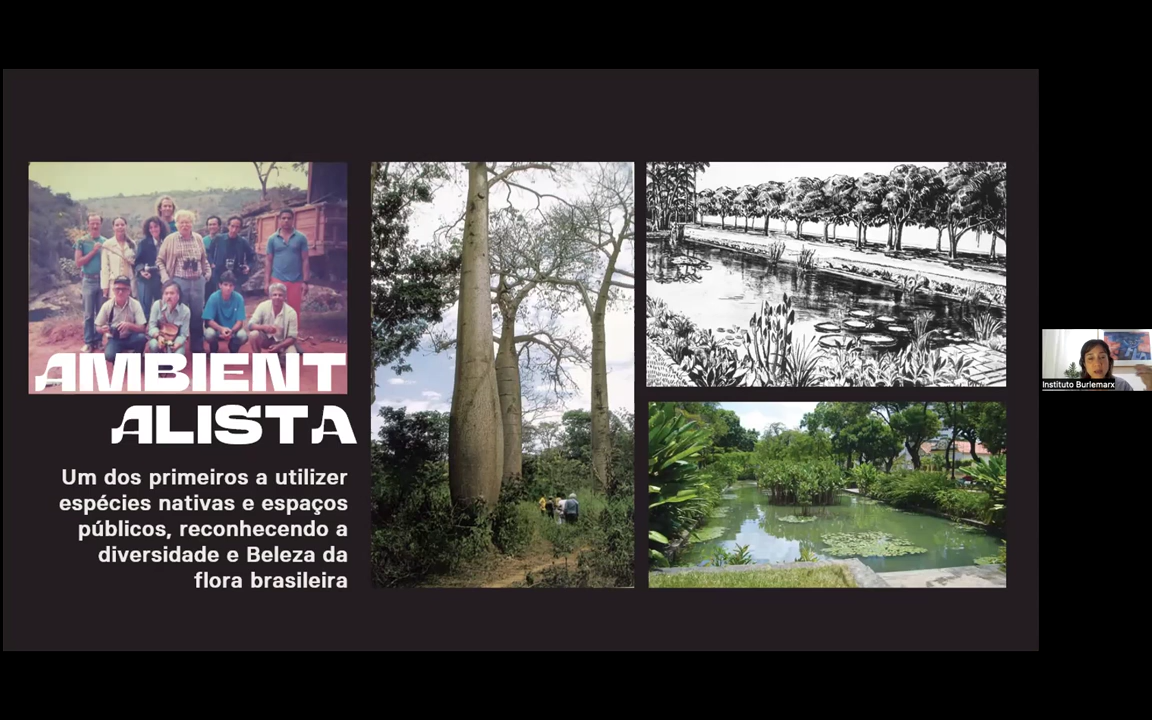 AMBIENT
ALISTA
Um dos primeiros a utilizer
espécies nativas e espaços
públicos, reconhecendo a
diversidade e Beleza da
flora brasileira
Instituto Burlemarx